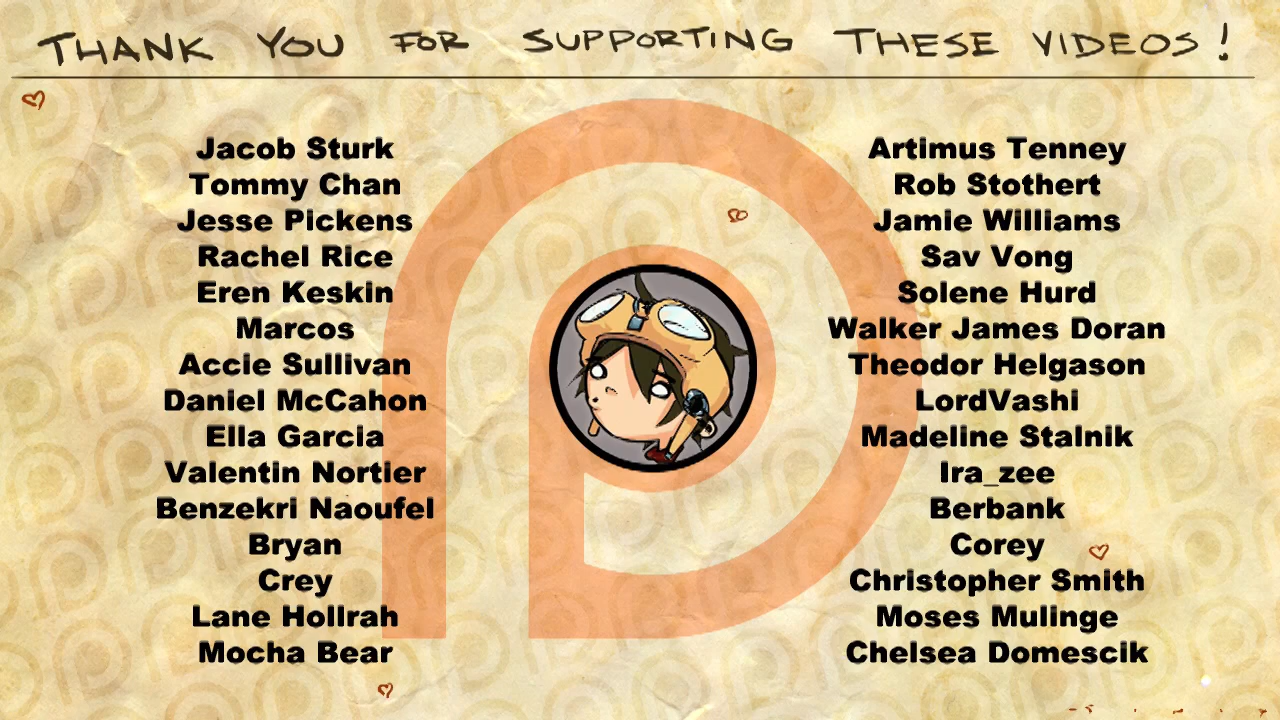 THANK YOU FOR SUPPORTING THESE VIDEOS!
Jacob Sturk
Tommy Chan
Jesse Pickens
Rachel Rice
Eren Keskin
Marcos
Accie Sullivan
Daniel McCahon
Ella Garcia
Valentin Nortier
Benzekri Naoufel
Bryan
Crey
Lane Hollrah
Mocha Bear
Artimus Tenney
Rob Stothert
Jamie Williams
Sav Vong
Solene Hurd
Walker James Doran
Theodor Helgason
LordVashi
Madeline Stalnik
Ira_zee
Berbank
Corey
Christopher Smith
Moses Mulinge
Chelsea Domescik